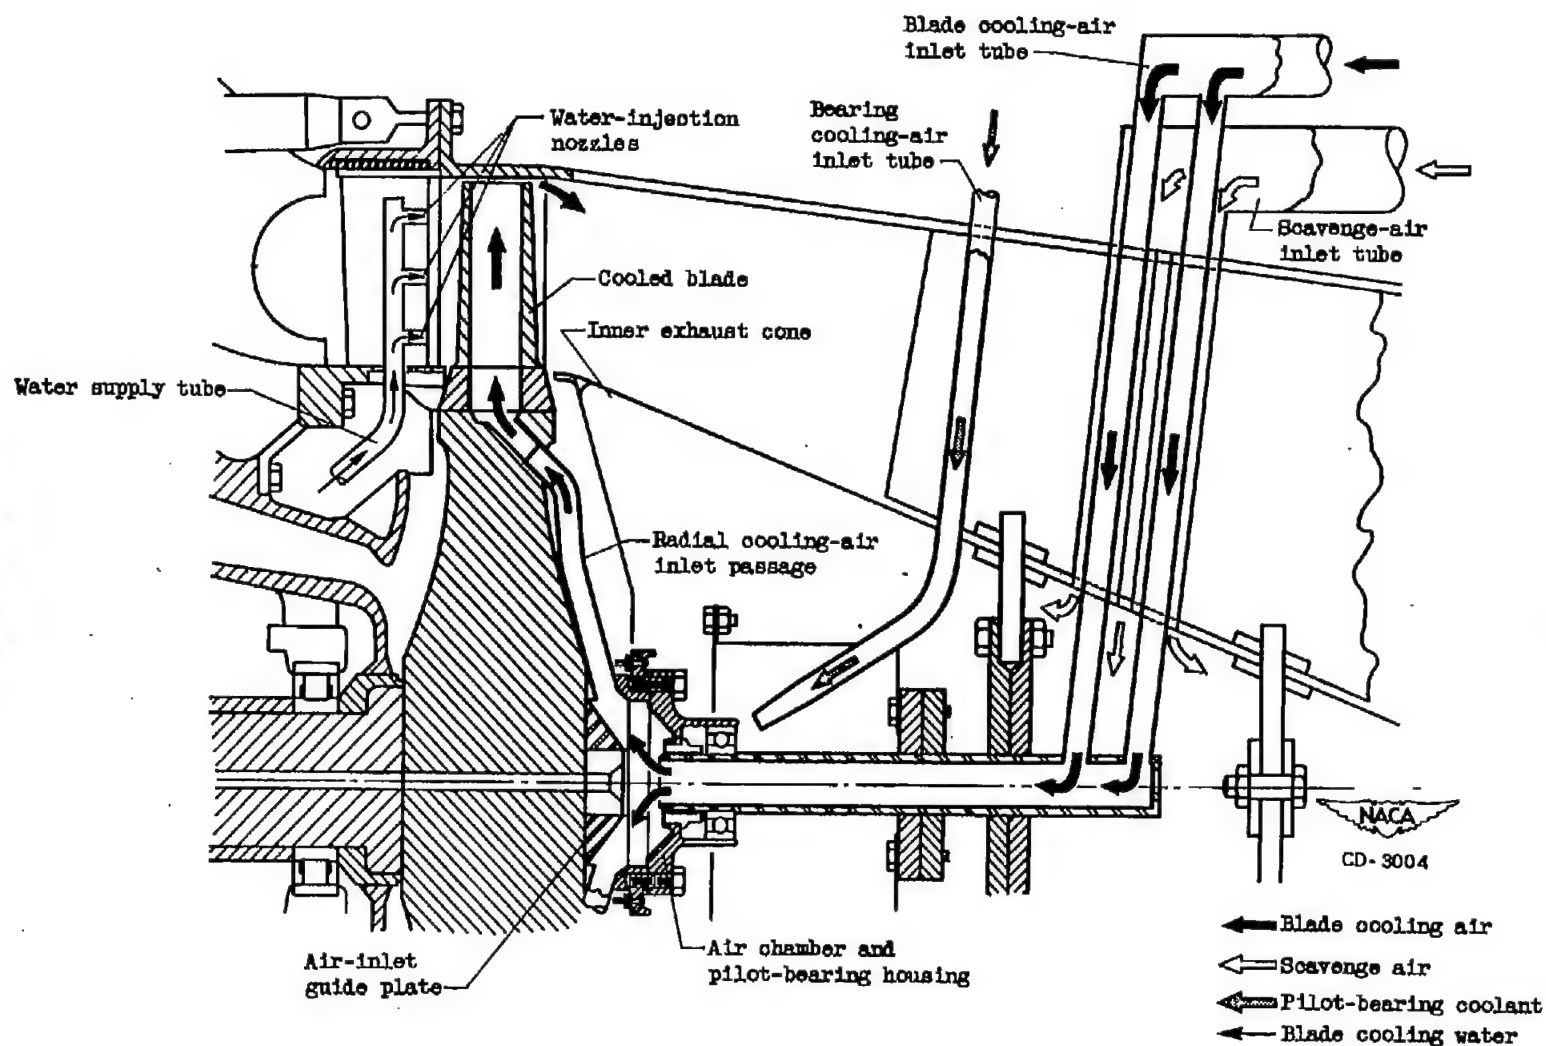 Blade cooling-air
inlet tube
Bearing
cooling-air
inlet tube
Water-injection
nozzles
Scavenge-air
inlet tube
Cooled blade
Inner exhaust cone
Water supply tube
Radial cooling-air
inlet passage
NACA
CD-3004
Air-inlet
guide plate
Air chamber and
pilot-bearing housing
Blade cooling air
Scavenge air
Pilot-bearing coolant
Blade cooling water